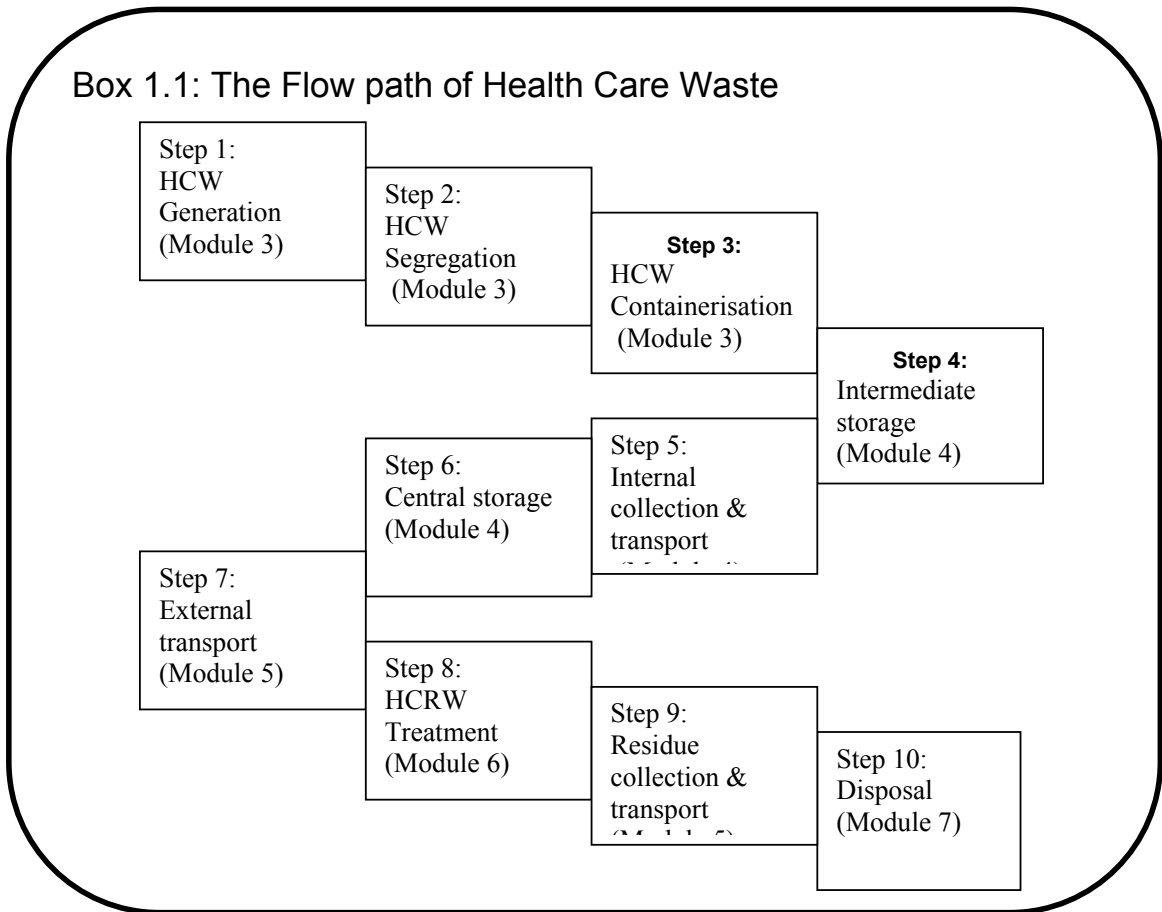 Box 1.1: The Flow path of Health Care Waste
Step 1:
HCW
Generation
(Module 3)
Step 2:
HCW
Segregation
(Module 3)
Step 3:
HCW
Containerisation
(Module 3)
Step 4:
Intermediate
storage
(Module 4)
Step 5:
Internal
collection &
transport
Step 6:
Central storage
(Module 4)
Step 7:
External
transport
(Module 5)
Step 8:
HCRW
Treatment
(Module 6)
Step 9:
Residue
collection &
transport
Step 10:
Disposal
(Module 7)